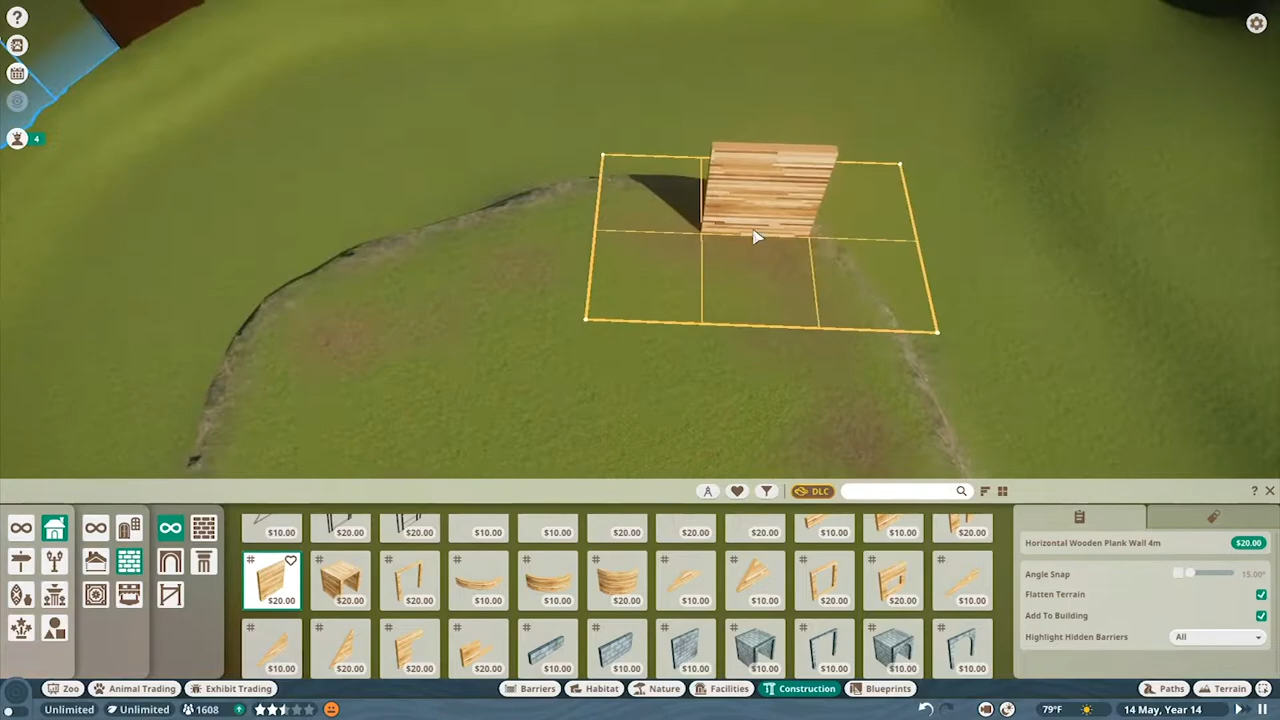 ?
4
DLC
? ×
$10.00 $20.00 $20.00 $10.00 $10.00 $20.00 $20.00 $10.00 $20.00 $20.00 $20.00
$20.00 $20.00 $20.00 $10.00 $10.00 $20.00 $10.00 $10.00 $20.00 $20.00 $10.00
$10.00 $10.00 $20.00 $20.00 $10.00 $10.00 $10.00 $10.00 $10.00 $10.00 $10.00
Horizontal Wooden Plank Wall 4m $20.00
Angle Snap 15.00°
Flatten Terrain
Add To Building
Highlight Hidden Barriers All
Zoo Animal Trading Exhibit Trading Barriers Habitat Nature Facilities Construction Blueprints Paths Terrain
Unlimited Unlimited 1608 79°F 14 May, Year 14